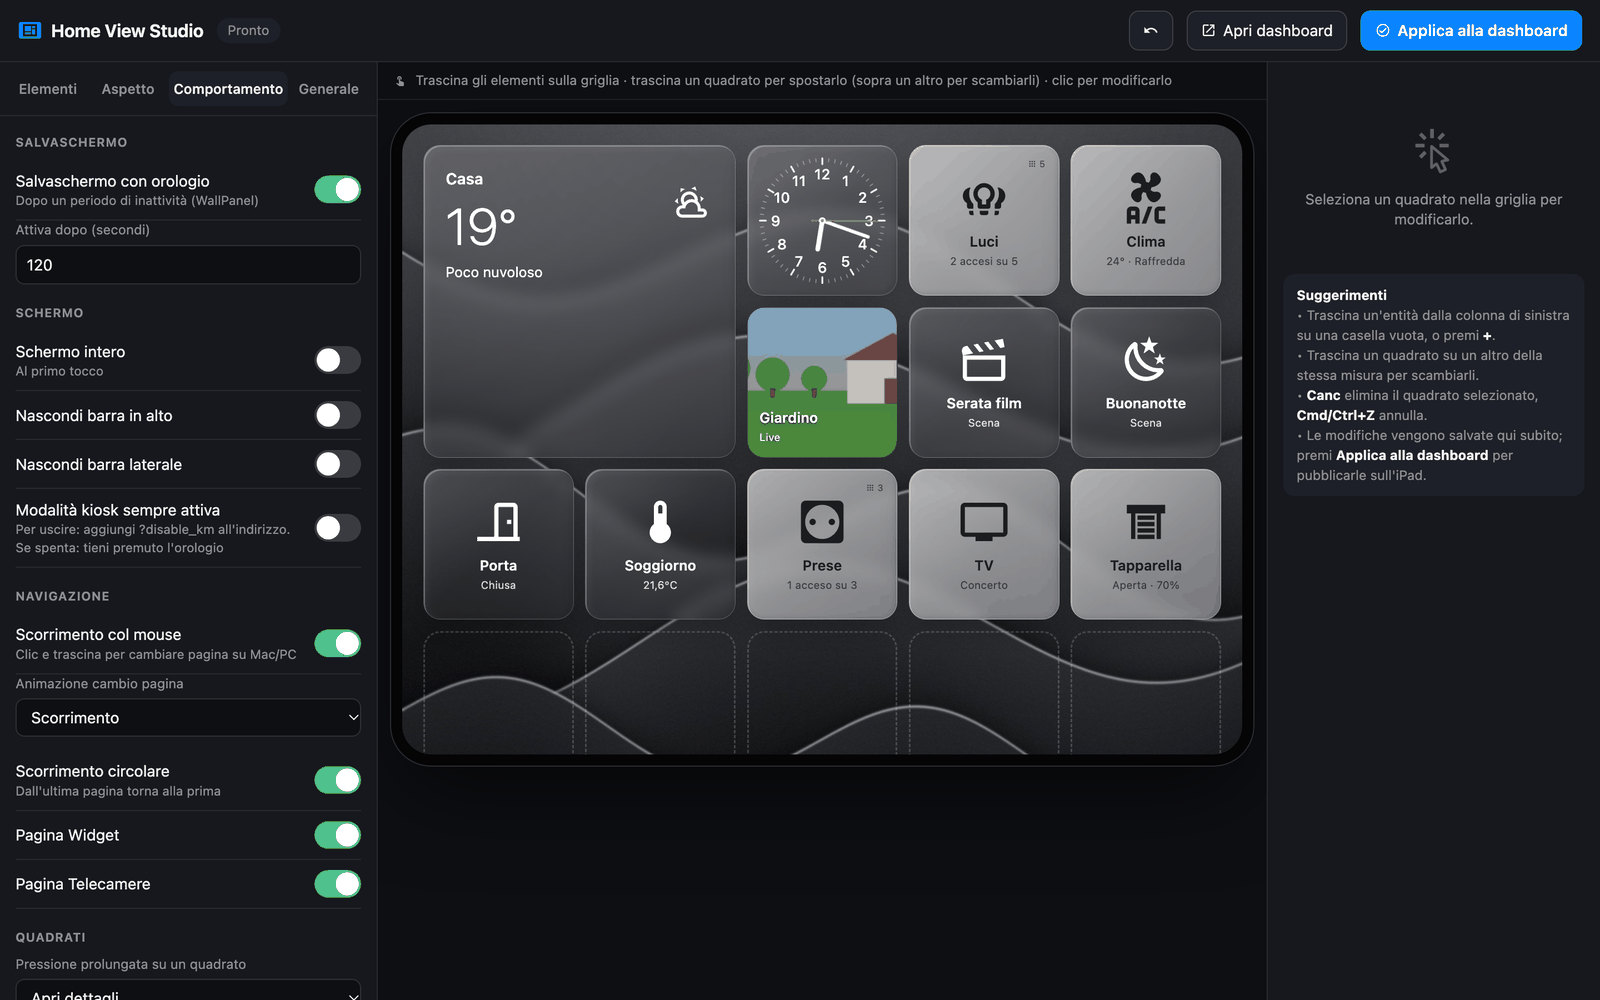 Home View Studio
Pronto
Apri dashboard
Applica alla dashboard
Elementi
Aspetto
Comportamento
Generale
SALVASCHERMO
Salvaschermo con orologio
Dopo un periodo di inattività (WallPanel)
Attiva dopo (secondi)
120
SCHERMO
Schermo intero
Al primo tocco
Nascondi barra in alto
Nascondi barra laterale
Modalità kiosk sempre attiva
Per uscire: aggiungi ?disable_km all'indirizzo.
Se spenta: tieni premuto l'orologio
NAVIGAZIONE
Scorrimento col mouse
Clic e trascina per cambiare pagina su Mac/PC
Animazione cambio pagina
Scorrimento
Scorrimento circolare
Dall'ultima pagina torna alla prima
Pagina Widget
Pagina Telecamere
QUADRATI
Pressione prolungata su un quadrato
Apri dettagli
Trascina gli elementi sulla griglia · trascina un quadrato per spostarlo (sopra un altro per scambiarli) · clic per modificarlo
Casa
19°
Poco nuvoloso
12
1
2
3
4
5
6
7
8
9
10
11
5
Luci
2 accesi su 5
A/C
Clima
24° · Raffredda
Giardino
Live
Serata film
Scena
Buonanotte
Scena
Porta
Chiusa
Soggiorno
21,6°C
3
Prese
1 acceso su 3
TV
Concerto
Tapparella
Aperta · 70%
Seleziona un quadrato nella griglia per
modificarlo.
Suggerimenti
• Trascina un'entità dalla colonna di sinistra
su una casella vuota, o premi +.
• Trascina un quadrato su un altro della
stessa misura per scambiarli.
• Canc elimina il quadrato selezionato,
Cmd/Ctrl+Z annulla.
• Le modifiche vengono salvate qui subito;
premi Applica alla dashboard per
pubblicarle sull'iPad.